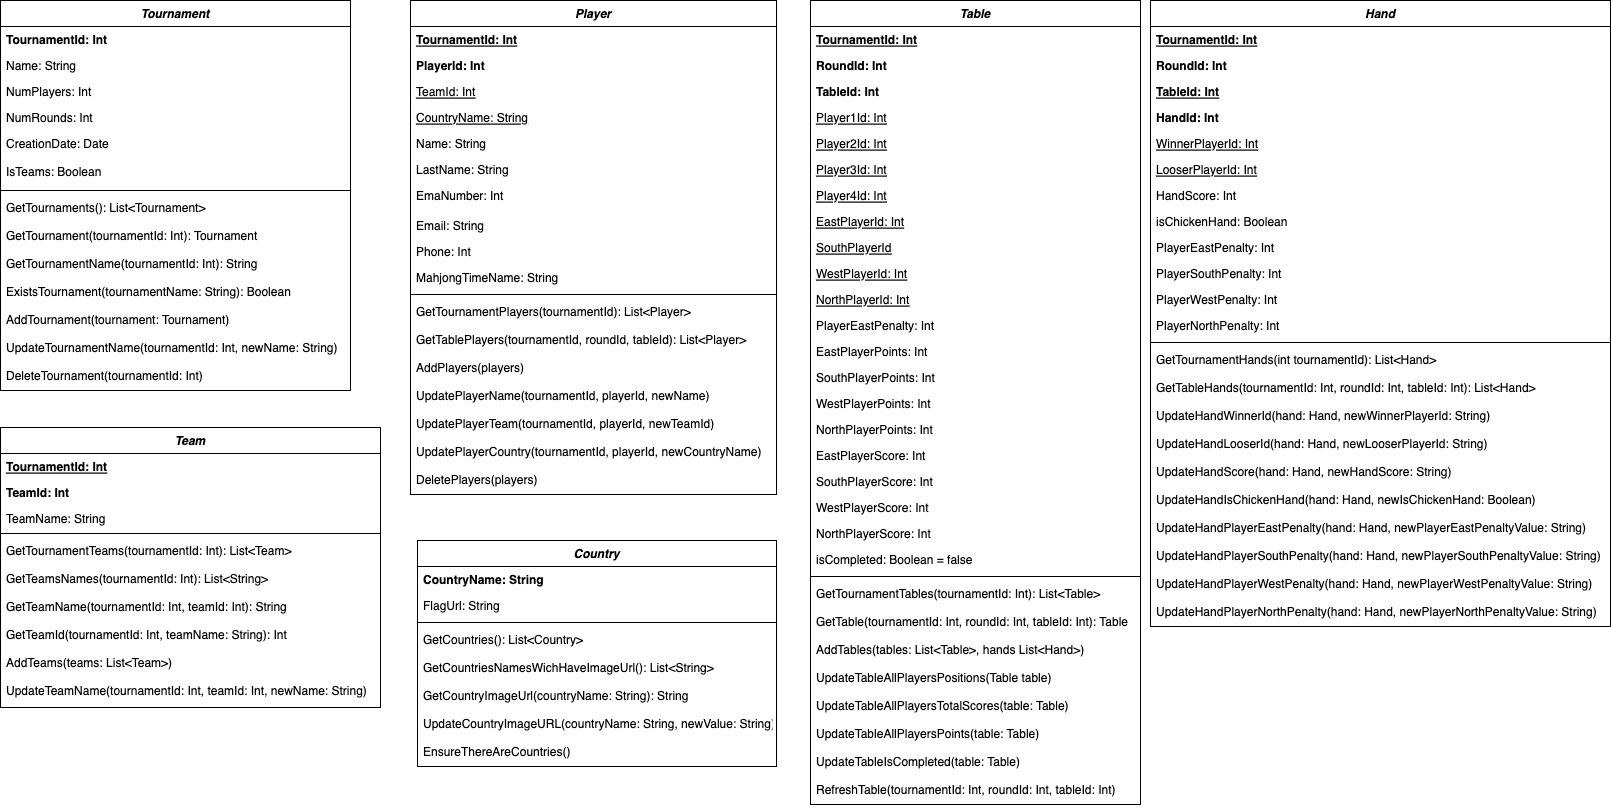 Tournament
TournamentId: Int
Name: String
NumPlayers: Int
NumRounds: Int
CreationDate: Date
IsTeams: Boolean
GetTournaments(): List<Tournament>
GetTournament(tournamentId: Int): Tournament
GetTournamentName(tournamentId: Int): String
ExistsTournament(tournamentName: String): Boolean
AddTournament(tournament: Tournament)
UpdateTournamentName(tournamentId: Int, newName: String)
DeleteTournament(tournamentId: Int)
Team
TournamentId: Int
TeamId: Int
TeamName: String
GetTournamentTeams(tournamentId: Int): List<Team>
GetTeamsNames(tournamentId: Int): List<String>
GetTeamName(tournamentId: Int, teamId: Int): String
GetTeamId(tournamentId: Int, teamName: String): Int
AddTeams(teams: List<Team>)
UpdateTeamName(tournamentId: Int, teamId: Int, newName: String)
Player
TournamentId: Int
PlayerId: Int
TeamId: Int
CountryName: String
Name: String
LastName: String
EmaNumber: Int
Email: String
Phone: Int
MahjongTimeName: String
GetTournamentPlayers(tournamentId): List<Player>
GetTablePlayers(tournamentId, roundId, tableId): List<Player>
AddPlayers(players)
UpdatePlayerName(tournamentId, playerId, newName)
UpdatePlayerTeam(tournamentId, playerId, newTeamId)
UpdatePlayerCountry(tournamentId, playerId, newCountryName)
DeletePlayers(players)
Country
CountryName: String
FlagUrl: String
GetCountries(): List<Country>
GetCountriesNamesWichHaveImageUrl(): List<String>
GetCountryImageUrl(countryName: String): String
UpdateCountryImageURL(countryName: String, newValue: String)
EnsureThereAreCountries()
Table
TournamentId: Int
RoundId: Int
TableId: Int
Player1Id: Int
Player2Id: Int
Player3Id: Int
Player4Id: Int
EastPlayerId: Int
SouthPlayerId
WestPlayerId: Int
NorthPlayerId: Int
PlayerEastPenalty: Int
EastPlayerPoints: Int
SouthPlayerPoints: Int
WestPlayerPoints: Int
NorthPlayerPoints: Int
EastPlayerScore: Int
SouthPlayerScore: Int
WestPlayerScore: Int
NorthPlayerScore: Int
isCompleted: Boolean = false
GetTournamentTables(tournamentId: Int): List<Table>
GetTable(tournamentId: Int, roundId: Int, tableId: Int): Table
AddTables(tables: List<Table>, hands List<Hand>)
UpdateTableAllPlayersPositions(Table table)
UpdateTableAllPlayersTotalScores(table: Table)
UpdateTableAllPlayersPoints(table: Table)
UpdateTableIsCompleted(table: Table)
RefreshTable(tournamentId: Int, roundId: Int, tableId: Int)
Hand
TournamentId: Int
RoundId: Int
TableId: Int
HandId: Int
WinnerPlayerId: Int
LooserPlayerId: Int
HandScore: Int
isChickenHand: Boolean
PlayerEastPenalty: Int
PlayerSouthPenalty: Int
PlayerWestPenalty: Int
PlayerNorthPenalty: Int
GetTournamentHands(int tournamentId): List<Hand>
GetTableHands(tournamentId: Int, roundId: Int, tableId: Int): List<Hand>
UpdateHandWinnerId(hand: Hand, newWinnerPlayerId: String)
UpdateHandLooserId(hand: Hand, newLooserPlayerId: String)
UpdateHandScore(hand: Hand, newHandScore: String)
UpdateHandIsChickenHand(hand: Hand, newIsChickenHand: Boolean)
UpdateHandPlayerEastPenalty(hand: Hand, newPlayerEastPenaltyValue: String)
UpdateHandPlayerSouthPenalty(hand: Hand, newPlayerSouthPenaltyValue: String)
UpdateHandPlayerWestPenalty(hand: Hand, newPlayerWestPenaltyValue: String)
UpdateHandPlayerNorthPenalty(hand: Hand, newPlayerNorthPenaltyValue: String)